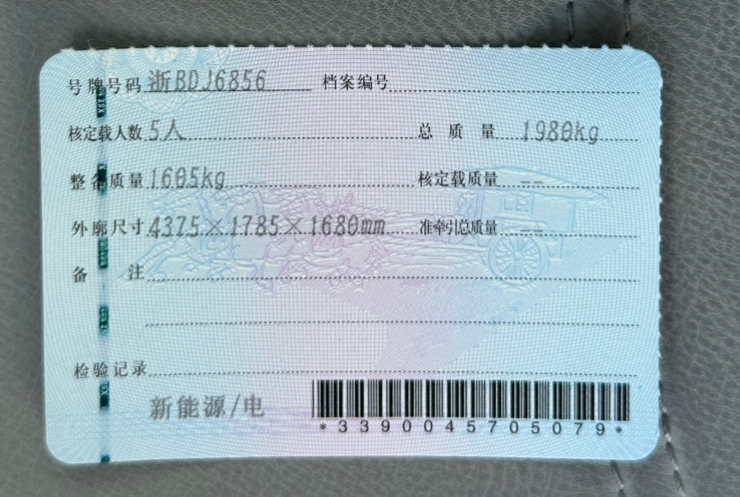 号牌号码 浙BDJ6856 档案编号
核定载人数 5人 总质量 1980kg
整备质量 1605kg 核定载质量 --
外廓尺寸 4375×1785×1680mm 准牵引总质量 --
备注
检验记录
新能源/电
*3390045705079*